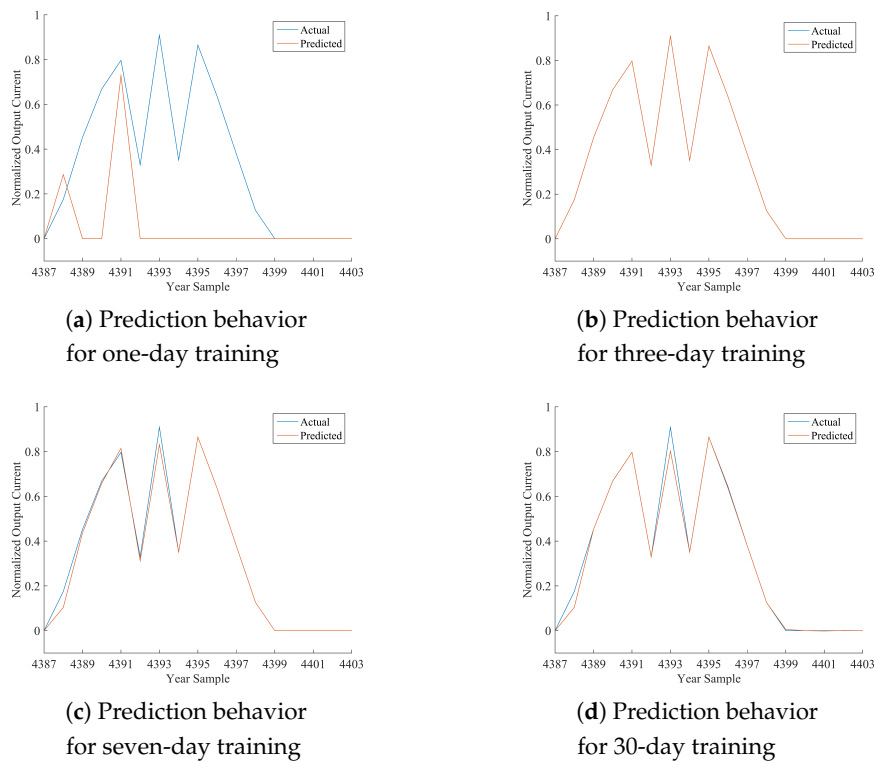 1
0.8
0.6
0.4
0.2
0
Normalized Output Current
Actual
Predicted
4387 4389 4391 4393 4395 4397 4399 4401 4403
Year Sample
(a) Prediction behavior
for one-day training
1
0.8
0.6
0.4
0.2
0
Normalized Output Current
Actual
Predicted
4387 4389 4391 4393 4395 4397 4399 4401 4403
Year Sample
(b) Prediction behavior
for three-day training
1
0.8
0.6
0.4
0.2
0
Normalized Output Current
Actual
Predicted
4387 4389 4391 4393 4395 4397 4399 4401 4403
Year Sample
(c) Prediction behavior
for seven-day training
1
0.8
0.6
0.4
0.2
0
Normalized Output Current
Actual
Predicted
4387 4389 4391 4393 4395 4397 4399 4401 4403
Year Sample
(d) Prediction behavior
for 30-day training